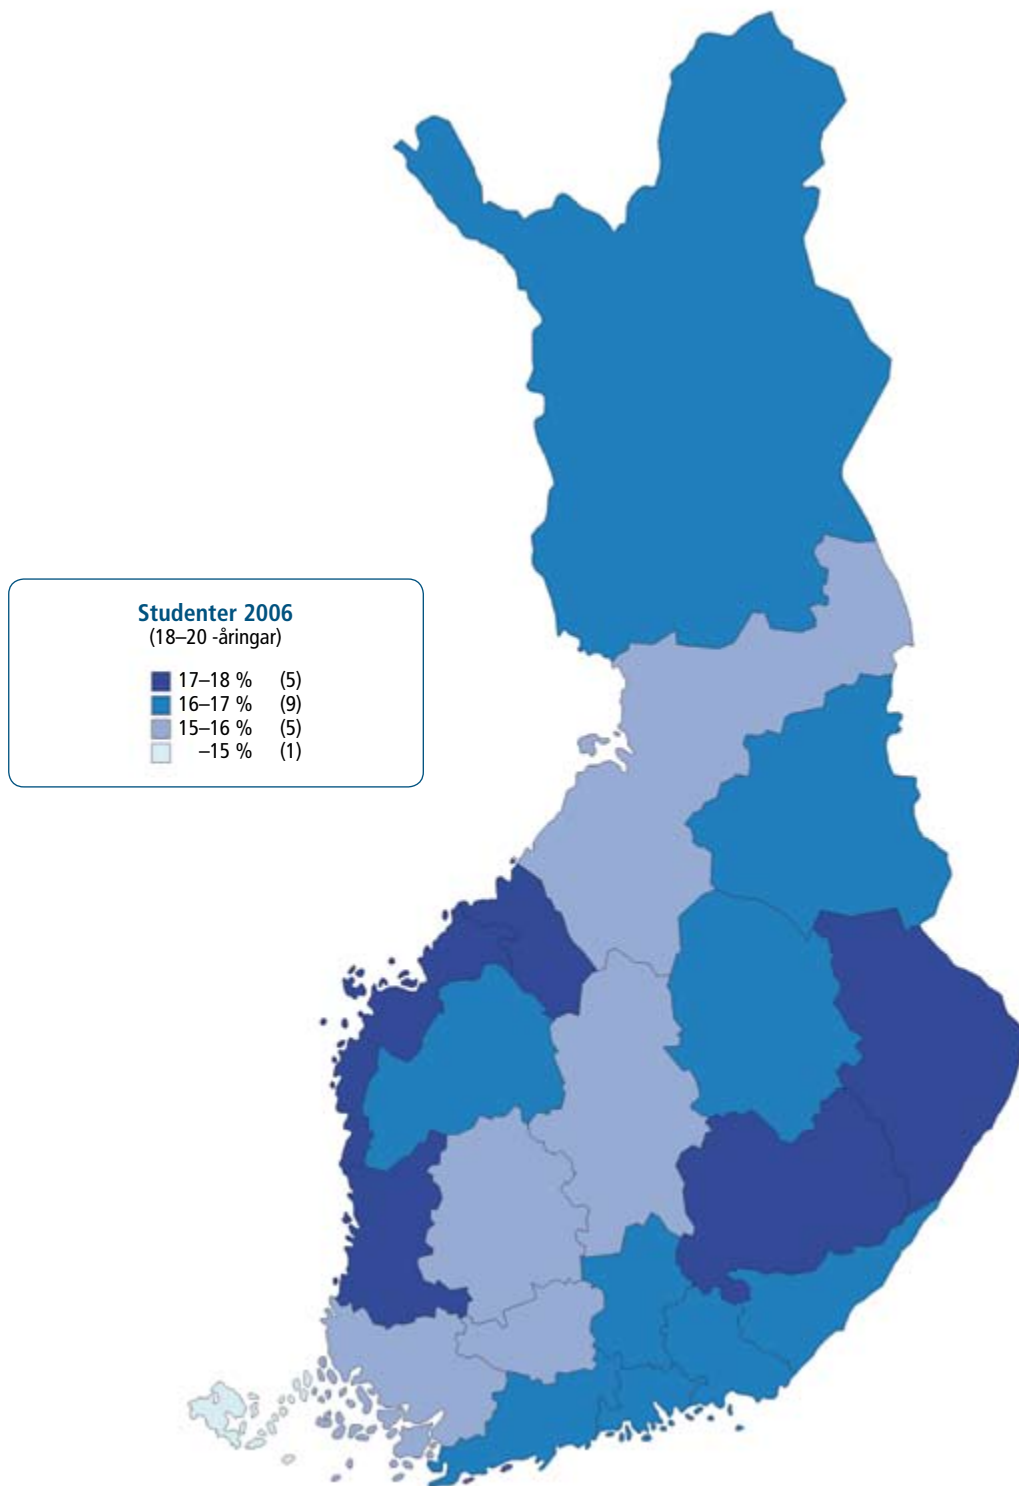 Studenter 2006
(18–20 -åringar)
17–18 % (5)
16–17 % (9)
15–16 % (5)
–15 % (1)